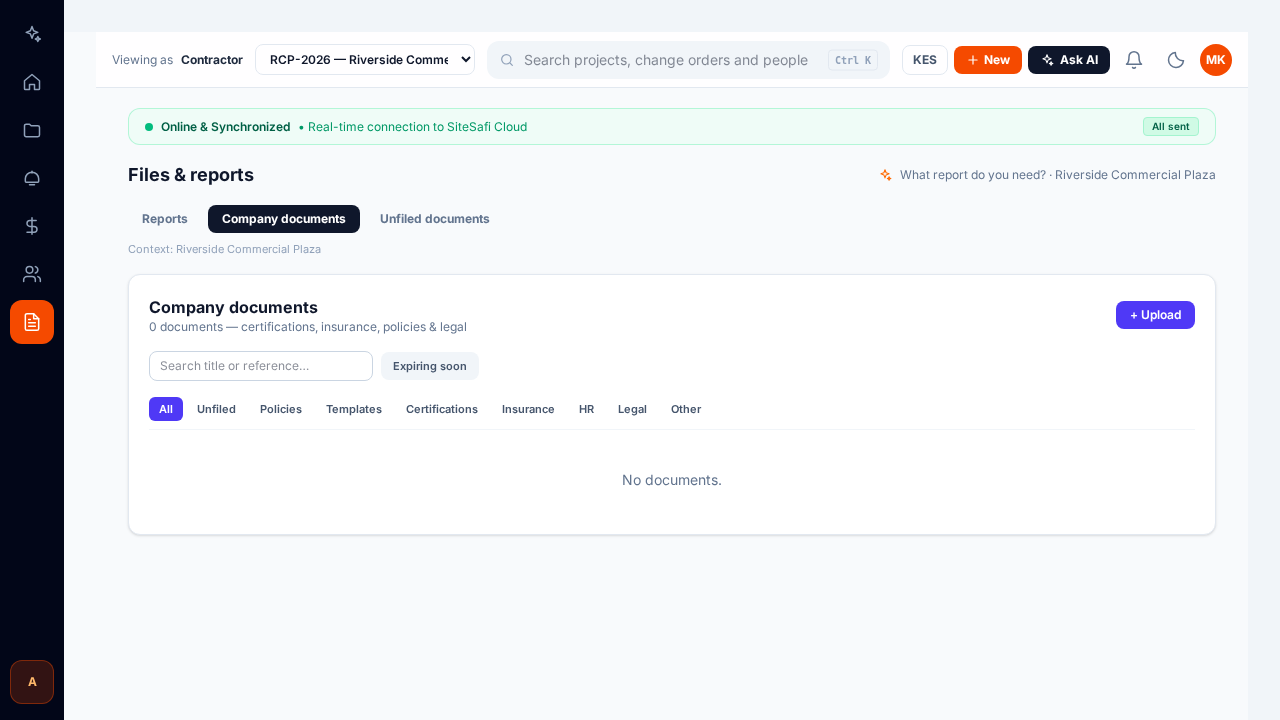 Viewing as Contractor RCP-2026 — Riverside Comme Search projects, change orders and people Ctrl K KES + New Ask AI MK
Online & Synchronized • Real-time connection to SiteSafi Cloud All sent
Files & reports What report do you need? · Riverside Commercial Plaza
Reports Company documents Unfiled documents
Context: Riverside Commercial Plaza
Company documents
0 documents — certifications, insurance, policies & legal
+ Upload
Search title or reference... Expiring soon
All Unfiled Policies Templates Certifications Insurance HR Legal Other
No documents.
A